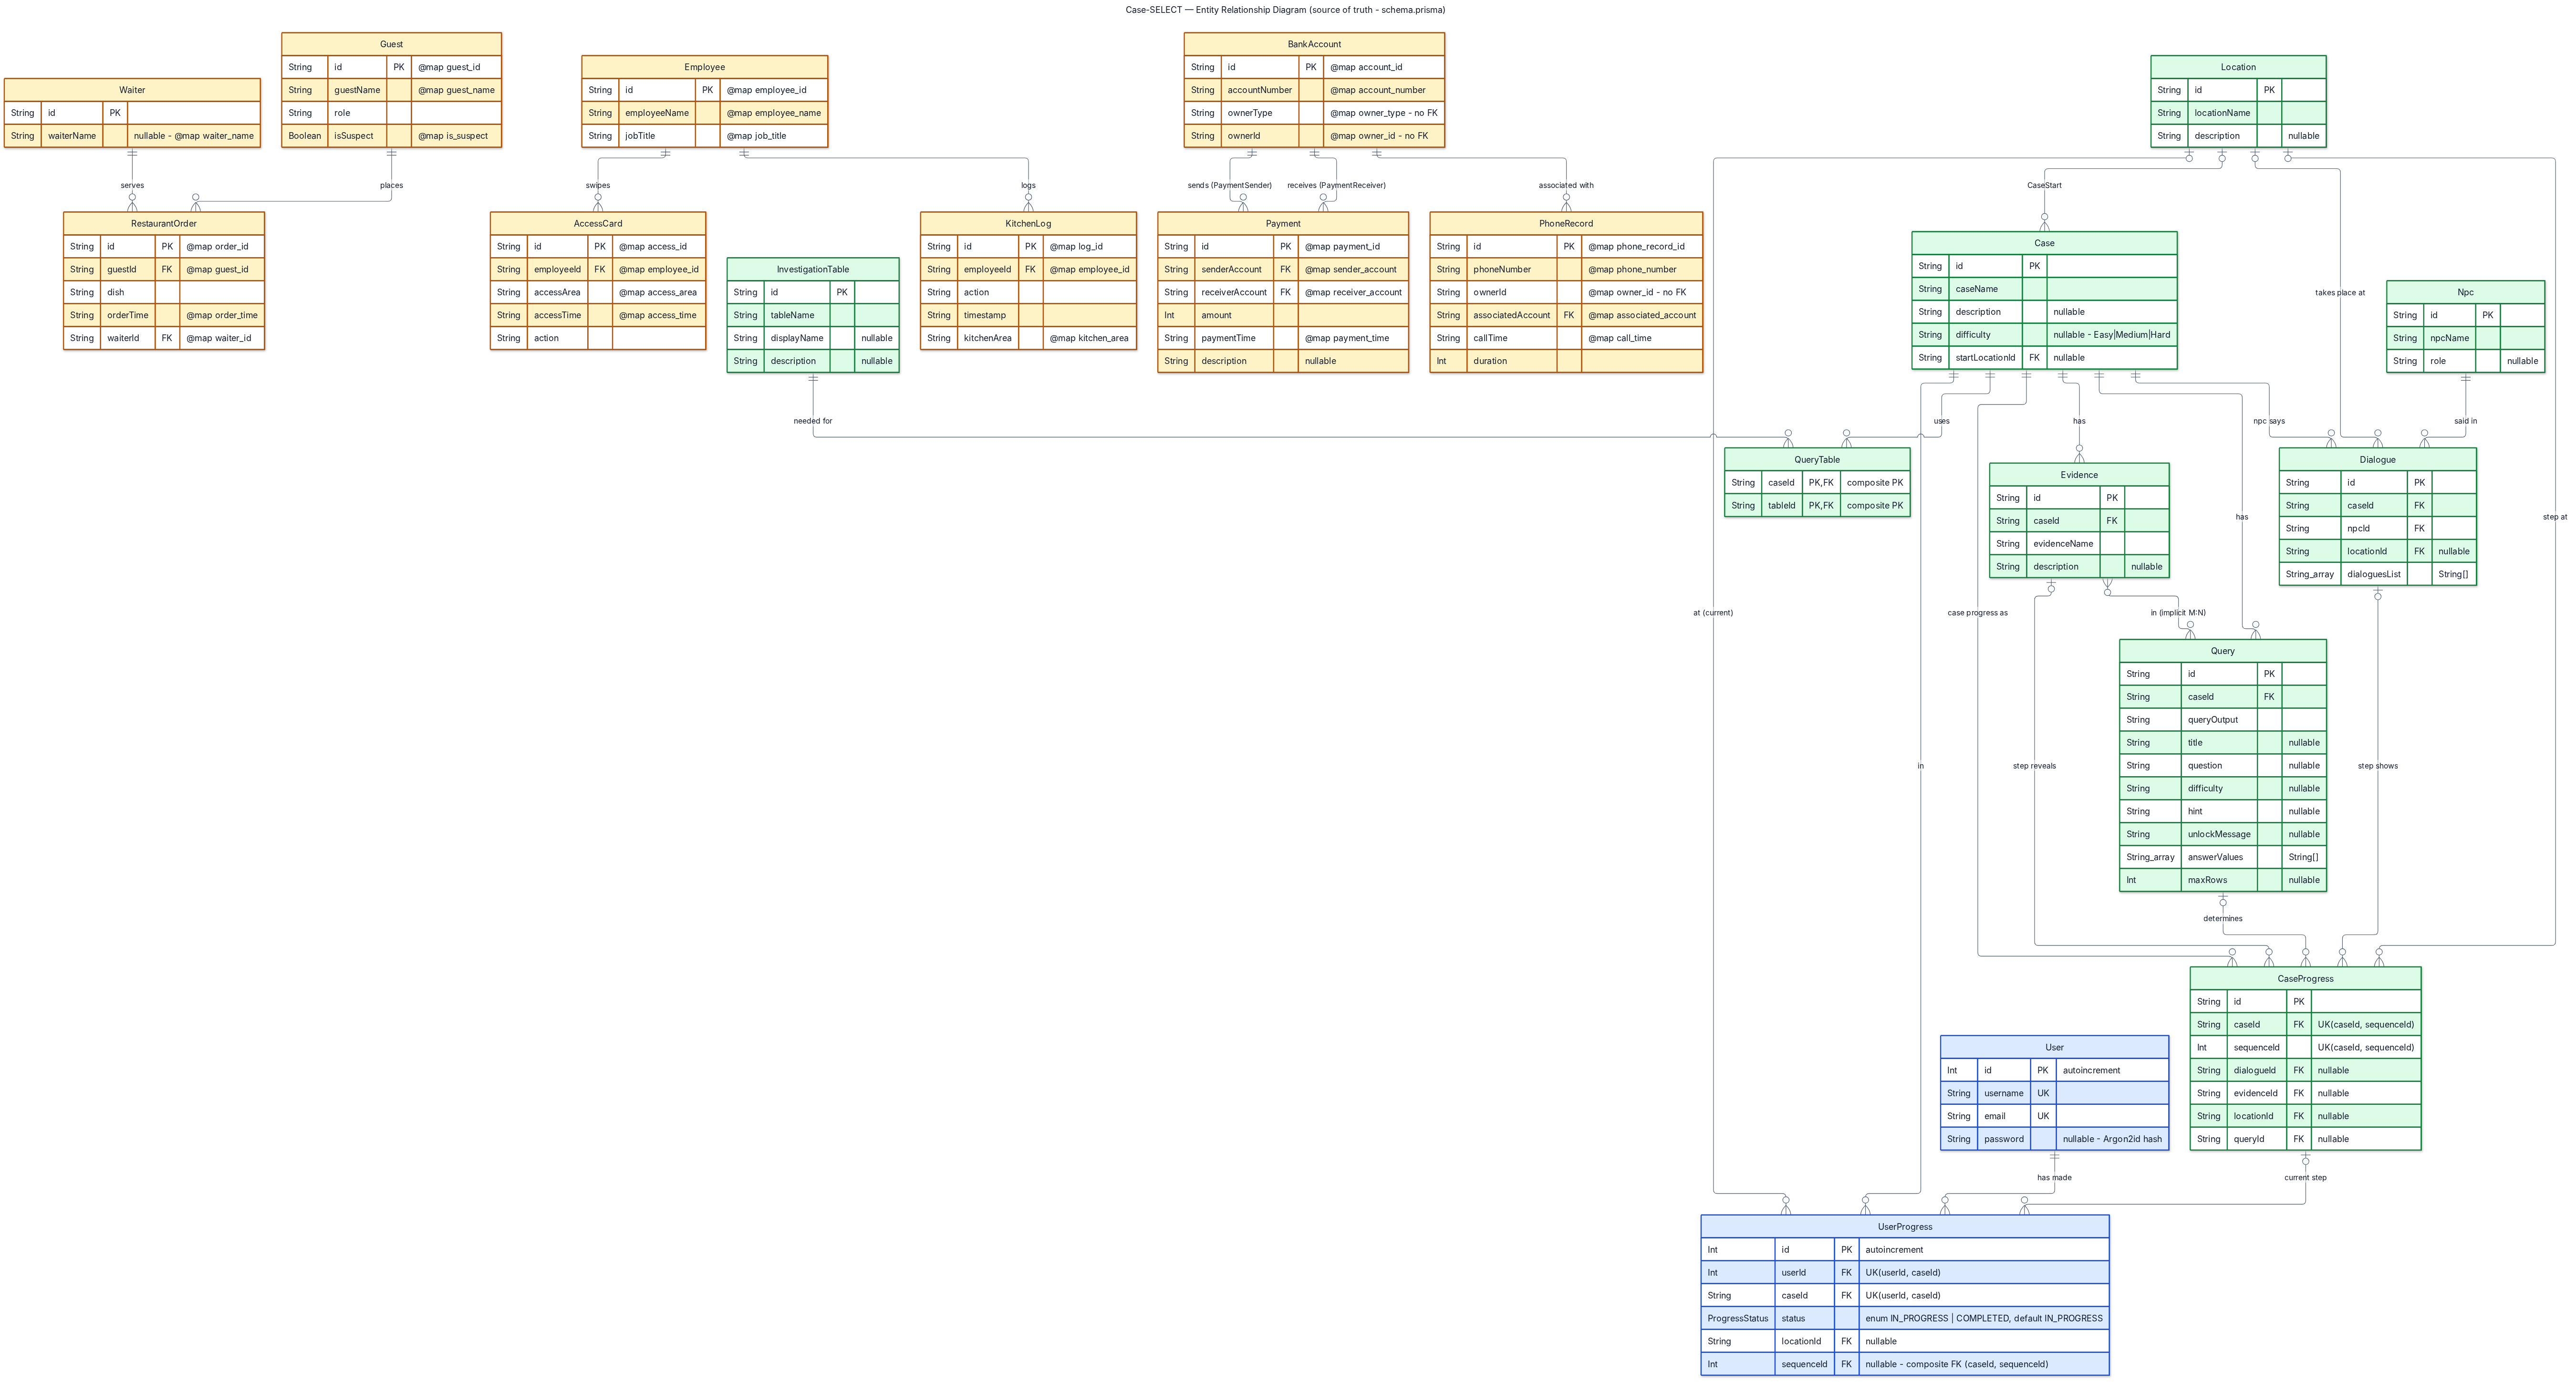 Case-SELECT — Entity Relationship Diagram (source of truth - schema.prisma)
Waiter
String id PK
String waiterName nullable - @map waiter_name
Guest
String id PK @map guest_id
String guestName @map guest_name
String role
Boolean isSuspect @map is_suspect
Employee
String id PK @map employee_id
String employeeName @map employee_name
String jobTitle @map job_title
BankAccount
String id PK @map account_id
String accountNumber @map account_number
String ownerType @map owner_type - no FK
String ownerId @map owner_id - no FK
Location
String id PK
String locationName
String description nullable
serves
places
swipes
logs
sends (PaymentSender)
receives (PaymentReceiver)
associated with
CaseStart
takes place at
RestaurantOrder
String id PK @map order_id
String guestId FK @map guest_id
String dish
String orderTime @map order_time
String waiterId FK @map waiter_id
AccessCard
String id PK @map access_id
String employeeId FK @map employee_id
String accessArea @map access_area
String accessTime @map access_time
String action
InvestigationTable
String id PK
String tableName
String displayName nullable
String description nullable
KitchenLog
String id PK @map log_id
String employeeId FK @map employee_id
String action
String timestamp
String kitchenArea @map kitchen_area
Payment
String id PK @map payment_id
String senderAccount FK @map sender_account
String receiverAccount FK @map receiver_account
Int amount
String paymentTime @map payment_time
String description nullable
PhoneRecord
String id PK @map phone_record_id
String phoneNumber @map phone_number
String ownerId @map owner_id - no FK
String associatedAccount FK @map associated_account
String callTime @map call_time
Int duration
Case
String id PK
String caseName
String description nullable
String difficulty nullable - Easy|Medium|Hard
String startLocationId FK nullable
Npc
String id PK
String npcName
String role nullable
needed for
uses
has
npc says
said in
QueryTable
String caseId PK,FK composite PK
String tableId PK,FK composite PK
Evidence
String id PK
String caseId FK
String evidenceName
String description nullable
Dialogue
String id PK
String caseId FK
String npcId FK
String locationId FK nullable
String_array dialoguesList String[]
has
step at
at (current)
case progress as
in (implicit M:N)
Query
String id PK
String caseId FK
String queryOutput
String title nullable
String question nullable
String difficulty nullable
String hint nullable
String unlockMessage nullable
String_array answerValues String[]
Int maxRows nullable
in
step reveals
step shows
determines
CaseProgress
String id PK
String caseId FK UK(caseId, sequenceId)
Int sequenceId UK(caseId, sequenceId)
String dialogueId FK nullable
String evidenceId FK nullable
String locationId FK nullable
String queryId FK nullable
User
Int id PK autoincrement
String username UK
String email UK
String password nullable - Argon2id hash
has made
current step
UserProgress
Int id PK autoincrement
Int userId FK UK(userId, caseId)
String caseId FK UK(userId, caseId)
ProgressStatus status enum IN_PROGRESS | COMPLETED, default IN_PROGRESS
String locationId FK nullable
Int sequenceId FK nullable - composite FK (caseId, sequenceId)